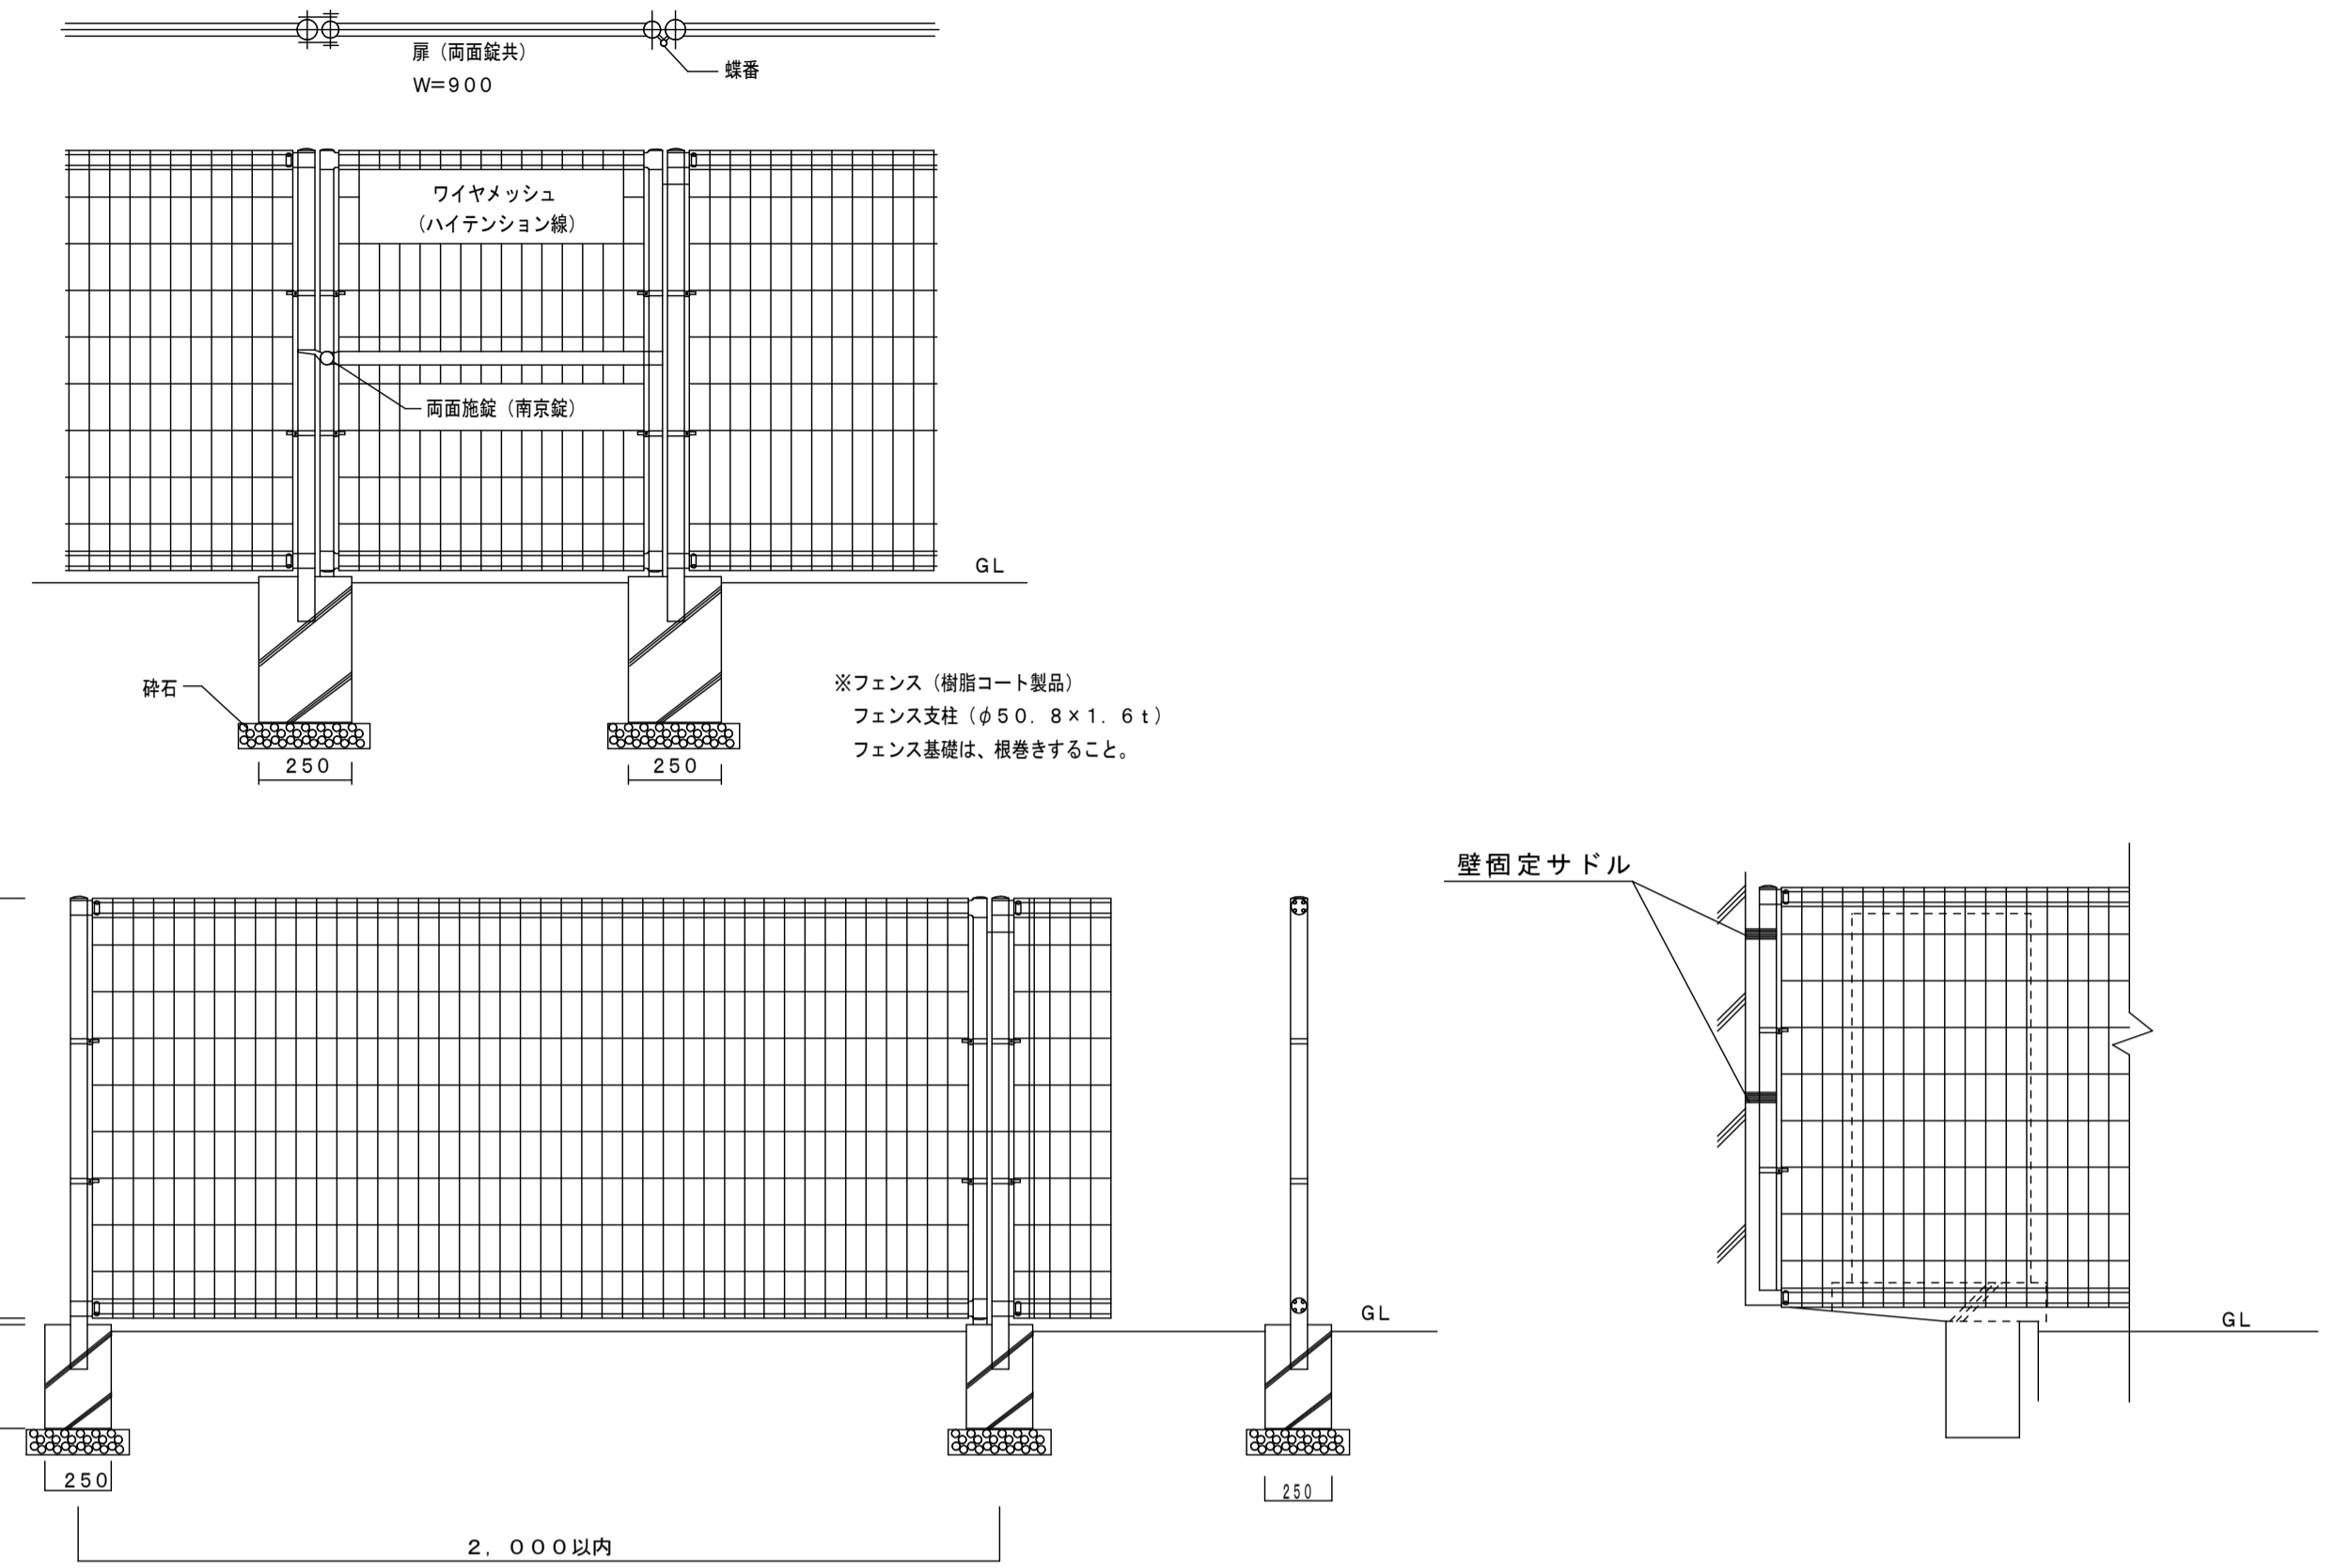 扉（両面錠共）
W=９００
蝶番
ワイヤメッシュ
（ハイテンション線）
両面施錠（南京錠）
GL
砕石
250
250
※フェンス（樹脂コート製品）
フェンス支柱（φ５０．８×１．６ｔ）
フェンス基礎は、根巻きすること。
壁固定サドル
GL
GL
250
250
２，０００以内